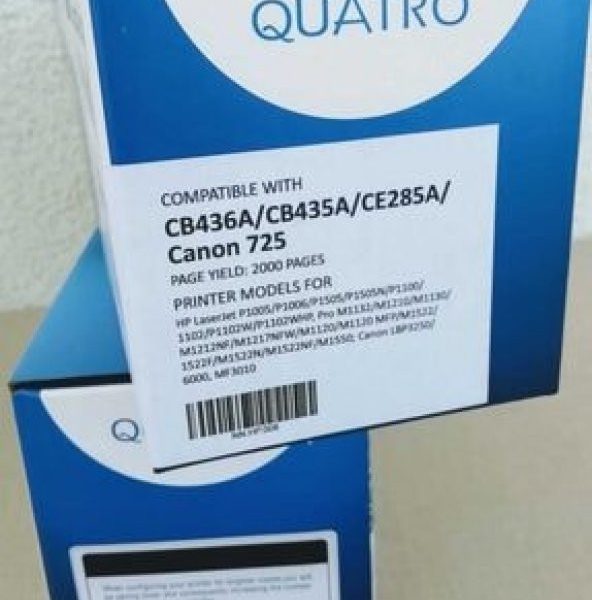 QUATRO
COMPATIBLE WITH
CB436A/CB435A/CE285A/
Canon 725
PAGE YIELD: 2000 PAGES
PRINTER MODELS FOR
HP LaserJet P1005/P1006/P1505/P1505N/P1100/
1102/P1102W/P1102WHP, Pro M1132/M1210/M1130/
M1212NF/M1217NFW/M1120/M1120 MFP/M1522/
1522F/M1522N/M1522NF/M1550; Canon LBP3250/
6000, MF3010
Q